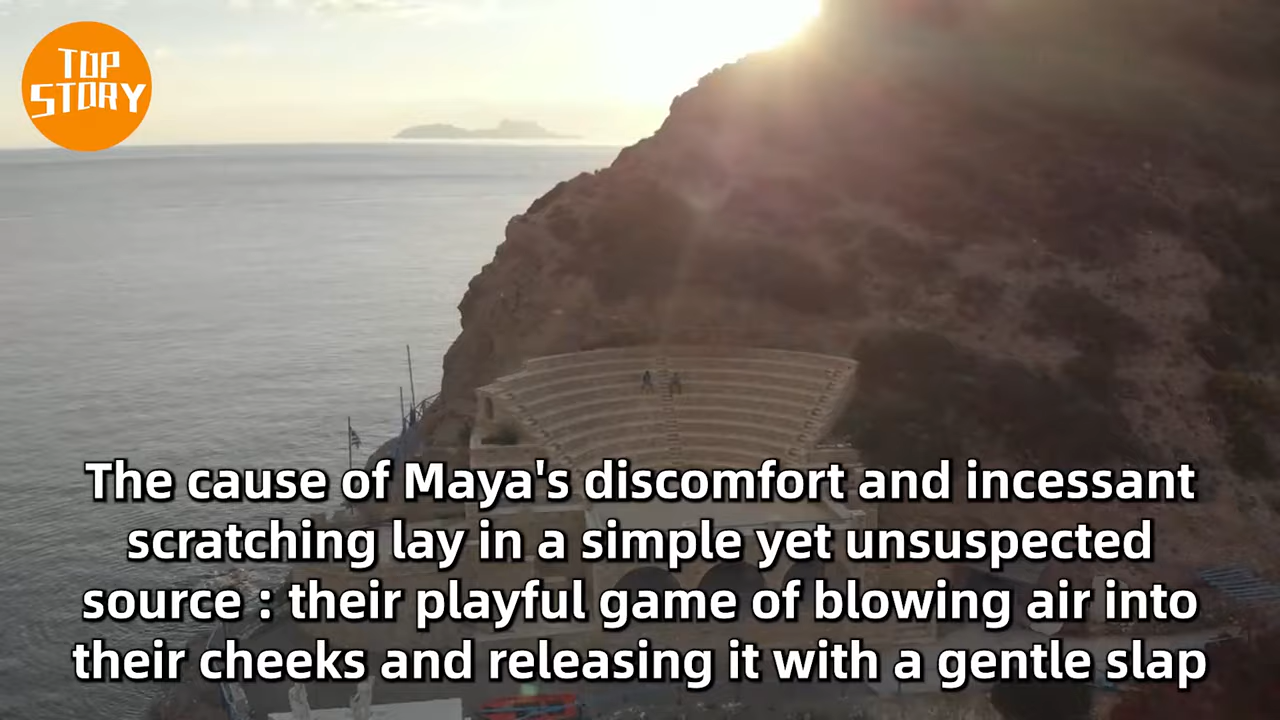 TOP
STORY
The cause of Maya's discomfort and incessant
scratching lay in a simple yet unsuspected
source : their playful game of blowing air into
their cheeks and releasing it with a gentle slap